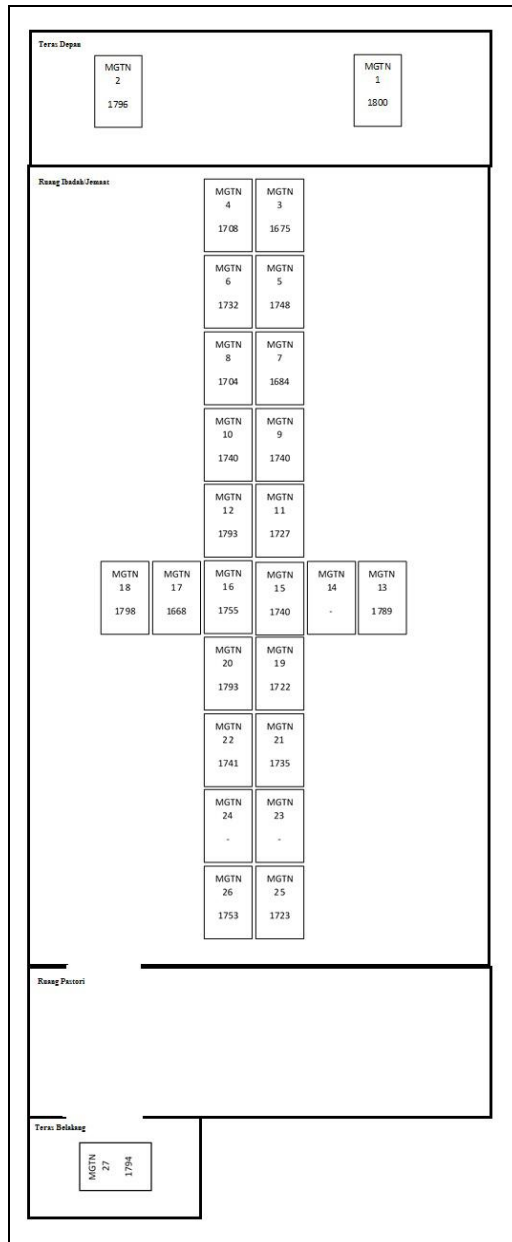 Teras Depan
MGTN
2
1796
MGTN
1
1800
Ruang Ibadah/Jemaat
MGTN
4
1708
MGTN
3
1675
MGTN
6
1732
MGTN
5
1748
MGTN
8
1704
MGTN
7
1684
MGTN
10
1740
MGTN
9
1740
MGTN
12
1793
MGTN
11
1727
MGTN
18
1798
MGTN
17
1668
MGTN
16
1755
MGTN
15
1740
MGTN
14
-
MGTN
13
1789
MGTN
20
1793
MGTN
19
1722
MGTN
22
1741
MGTN
21
1735
MGTN
24
-
MGTN
23
-
MGTN
26
1753
MGTN
25
1723
Ruang Pastori
Teras Belakang
MGTN
27
1794